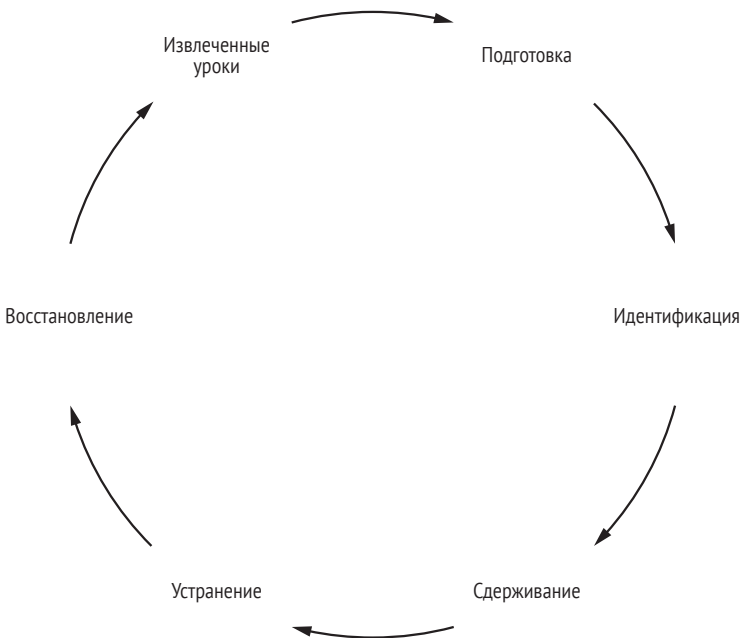 Извлеченные
уроки
Подготовка
Восстановление
Идентификация
Устранение
Сдерживание